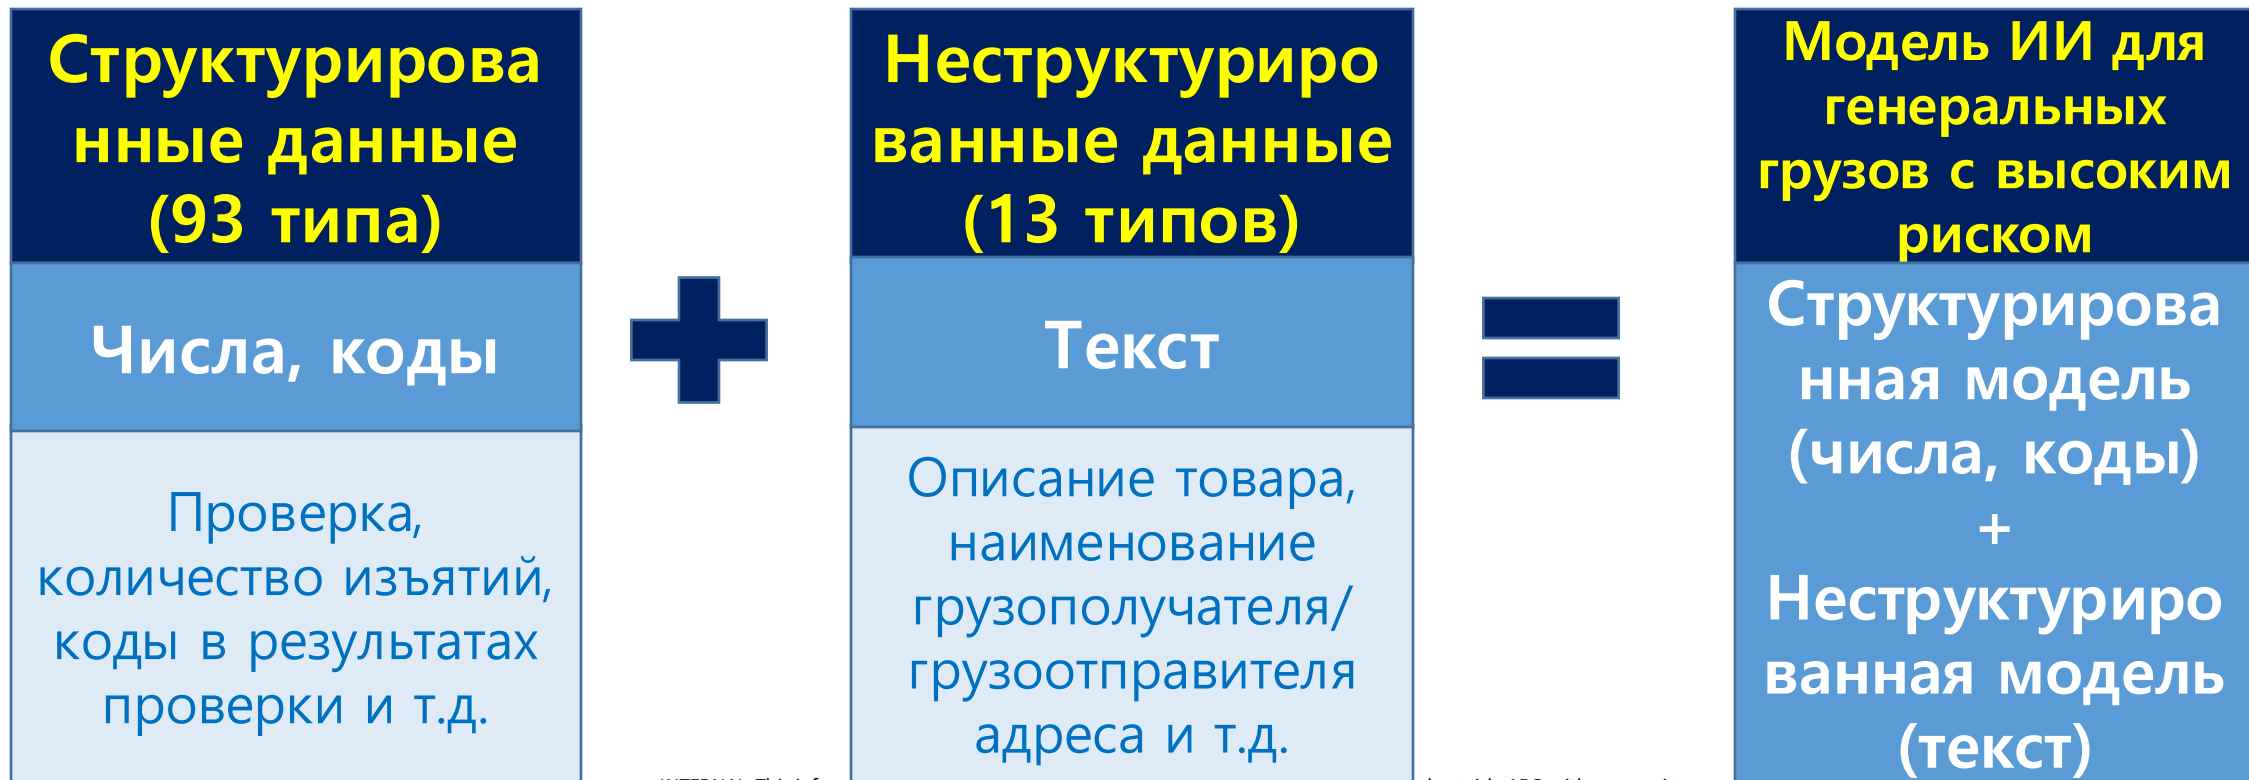 Структурирова
нные данные
(93 типа)
Числа, коды
Проверка,
количество изъятий,
коды в результатах
проверки и т.д.
Неструктуриро
ванные данные
(13 типов)
Текст
Описание товара,
наименование
грузополучателя/
грузоотправителя
адреса и т.д.
Модель ИИ для
генеральных
грузов с высоким
риском
Структурирова
нная модель
(числа, коды)
+
Неструктуриро
ванная модель
(текст)